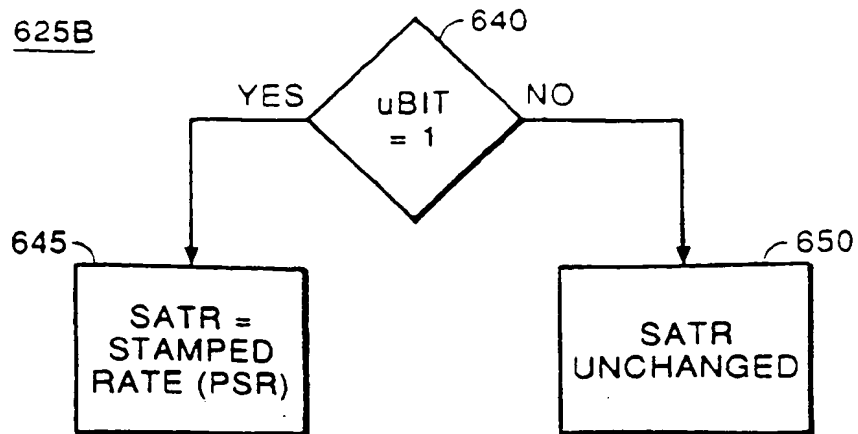 625B
640
YES
uBIT
= 1
NO
645
650
SATR =
STAMPED
RATE (PSR)
SATR
UNCHANGED